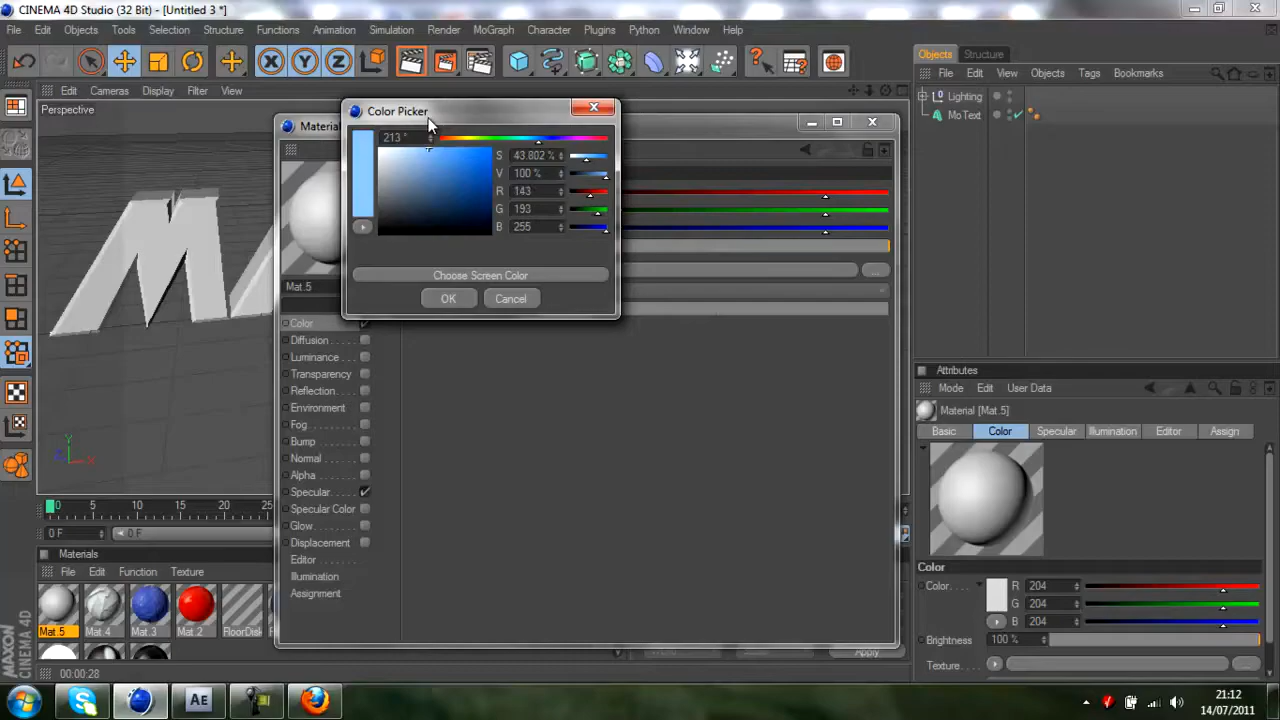 CINEMA 4D Studio (32 Bit) - [Untitled 3 *]
File Edit Objects Tools Selection Structure Functions Animation Simulation Render MoGraph Character Plugins Python Window Help
Objects Structure
File Edit View Objects Tags Bookmarks
Lighting
MoText
Edit Cameras Display Filter View
Perspective
Color Picker
213 °
S 43.802 %
V 100 %
R 143
G 193
B 255
Choose Screen Color
OK Cancel
Mat.5
Color
Diffusion
Luminance
Transparency
Reflection
Environment
Fog
Bump
Normal
Alpha
Specular
Specular Color
Glow
Displacement
Editor
Illumination
Assignment
Attributes
Mode Edit User Data
Material [Mat.5]
Basic Color Specular Illumination Editor Assign
Color
Color R 204
G 204
B 204
Brightness 100 %
Texture
0 5 10 15 20 25
0 F 0 F
Materials
File Edit Function Texture
Mat.5 Mat.4 Mat.3 Mat.2 FloorDisk
Apply
MAXON CINEMA 4D
00:00:28
AE
21:12
14/07/2011